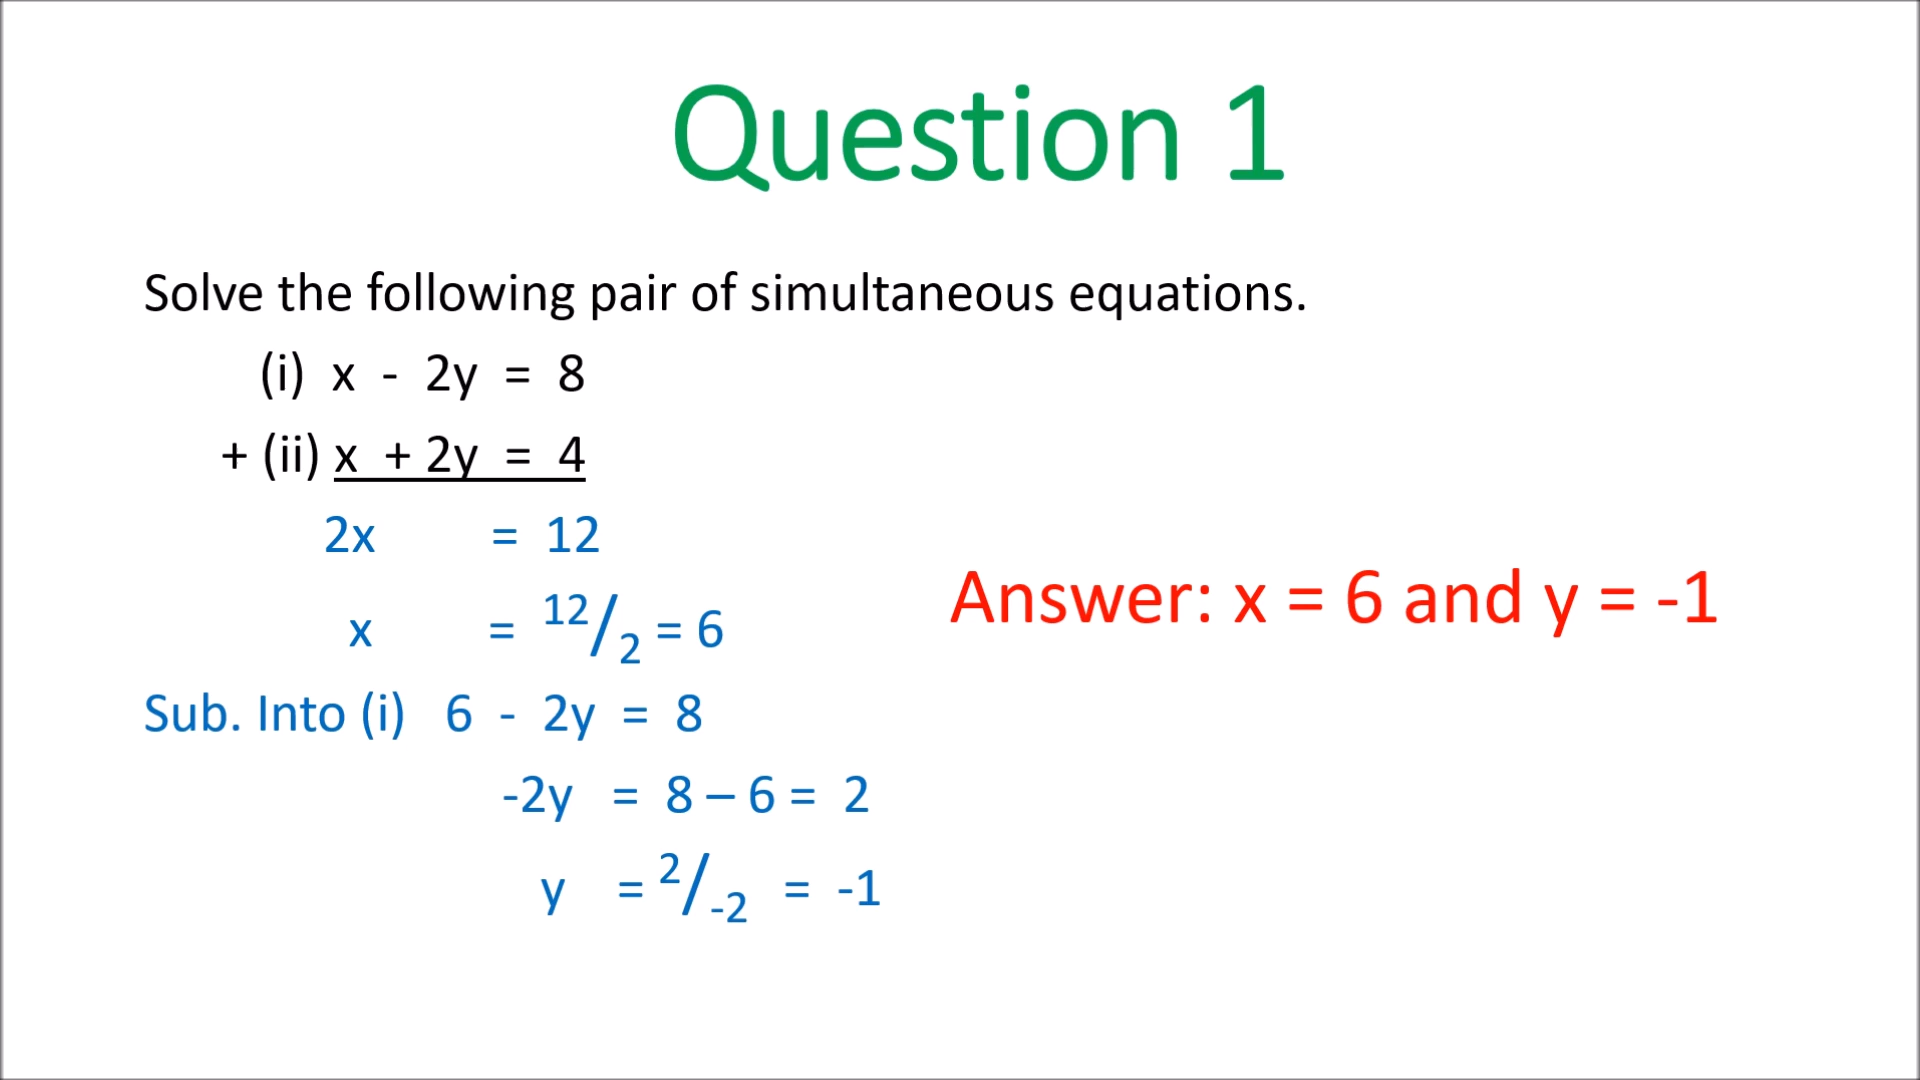 Question 1
Solve the following pair of simultaneous equations.
(i) x - 2y = 8
+ (ii) x + 2y = 4
2x = 12
x = 12/2 = 6
Answer: x = 6 and y = -1
Sub. Into (i) 6 - 2y = 8
-2y = 8 – 6 = 2
y = 2/-2 = -1